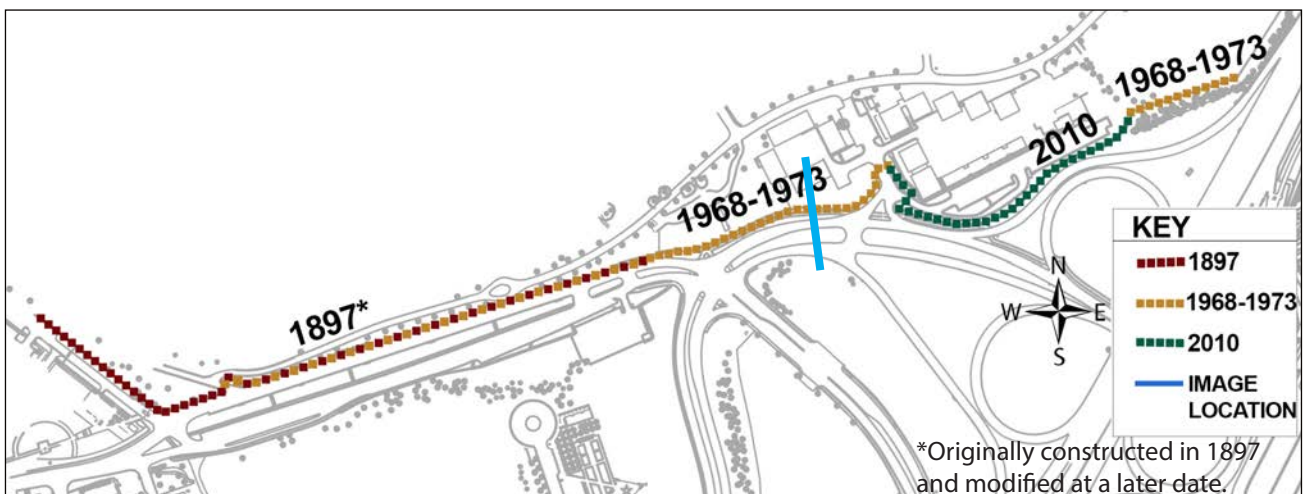 1968-1973
2010
1968-1973
1897*
KEY
1897
1968-1973
2010
IMAGE
LOCATION
N
W E
S
*Originally constructed in 1897
and modified at a later date.